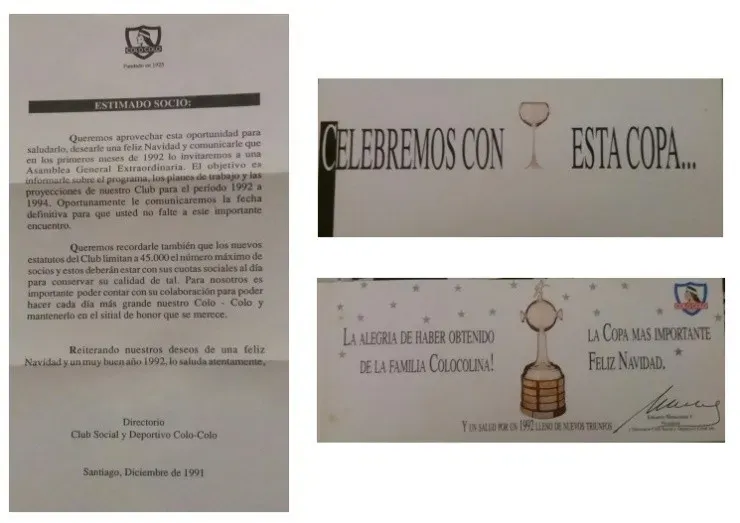 COLO COLO
Fundado en 1925
ESTIMADO SOCIO:
Queremos aprovechar esta oportunidad para
saludarlo, desearle una feliz Navidad y comunicarle que
en los primeros meses de 1992 lo invitaremos a una
Asamblea General Extraordinaria. El objetivo es
informarle sobre el programa, los planes de trabajo y las
proyecciones de nuestro Club para el período 1992 a
1994. Oportunamente le comunicaremos la fecha
definitiva para que usted no falte a este importante
encuentro.
Queremos recordarle también que los nuevos
estatutos del Club limitan a 45.000 el número máximo de
socios y estos deberán estar con sus cuotas sociales al día
para conservar su calidad de tal. Para nosotros es
importante poder contar con su colaboración para poder
hacer cada día más grande nuestro Colo - Colo y
mantenerlo en el sitial de honor que se merece.
Reiterando nuestros deseos de una feliz
Navidad y un muy buen año 1992, lo saluda atentamente,
Directorio
Club Social y Deportivo Colo-Colo
Santiago, Diciembre de 1991
CELEBREMOS CON ESTA COPA...
LA ALEGRIA DE HABER OBTENIDO LA COPA MAS IMPORTANTE
DE LA FAMILIA COLOCOLINA! FELIZ NAVIDAD,
Y UN SALUD POR UN 1992 LLENO DE NUEVOS TRIUNFOS